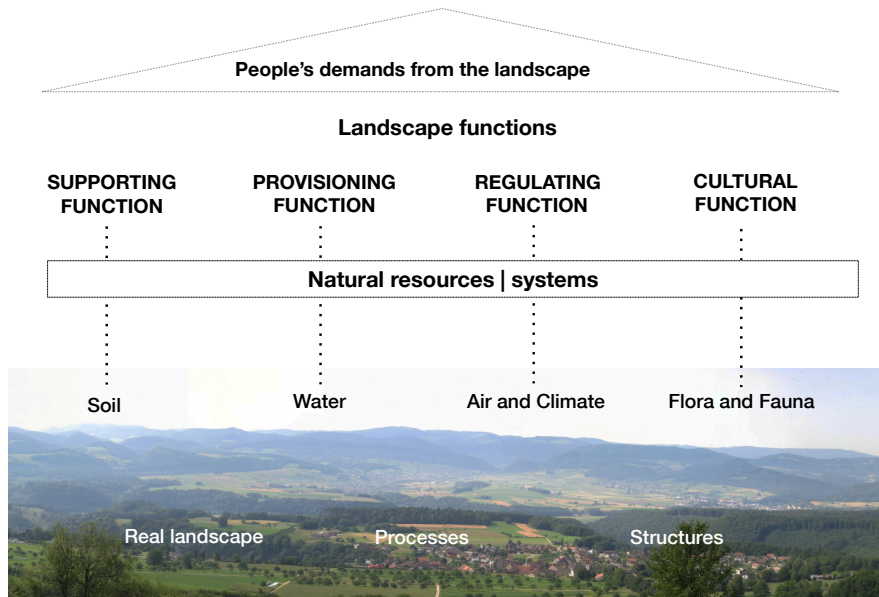 People's demands from the landscape
Landscape functions
SUPPORTING
FUNCTION
PROVISIONING
FUNCTION
REGULATING
FUNCTION
CULTURAL
FUNCTION
Natural resources | systems
Soil
Water
Air and Climate
Flora and Fauna
Real landscape
Processes
Structures